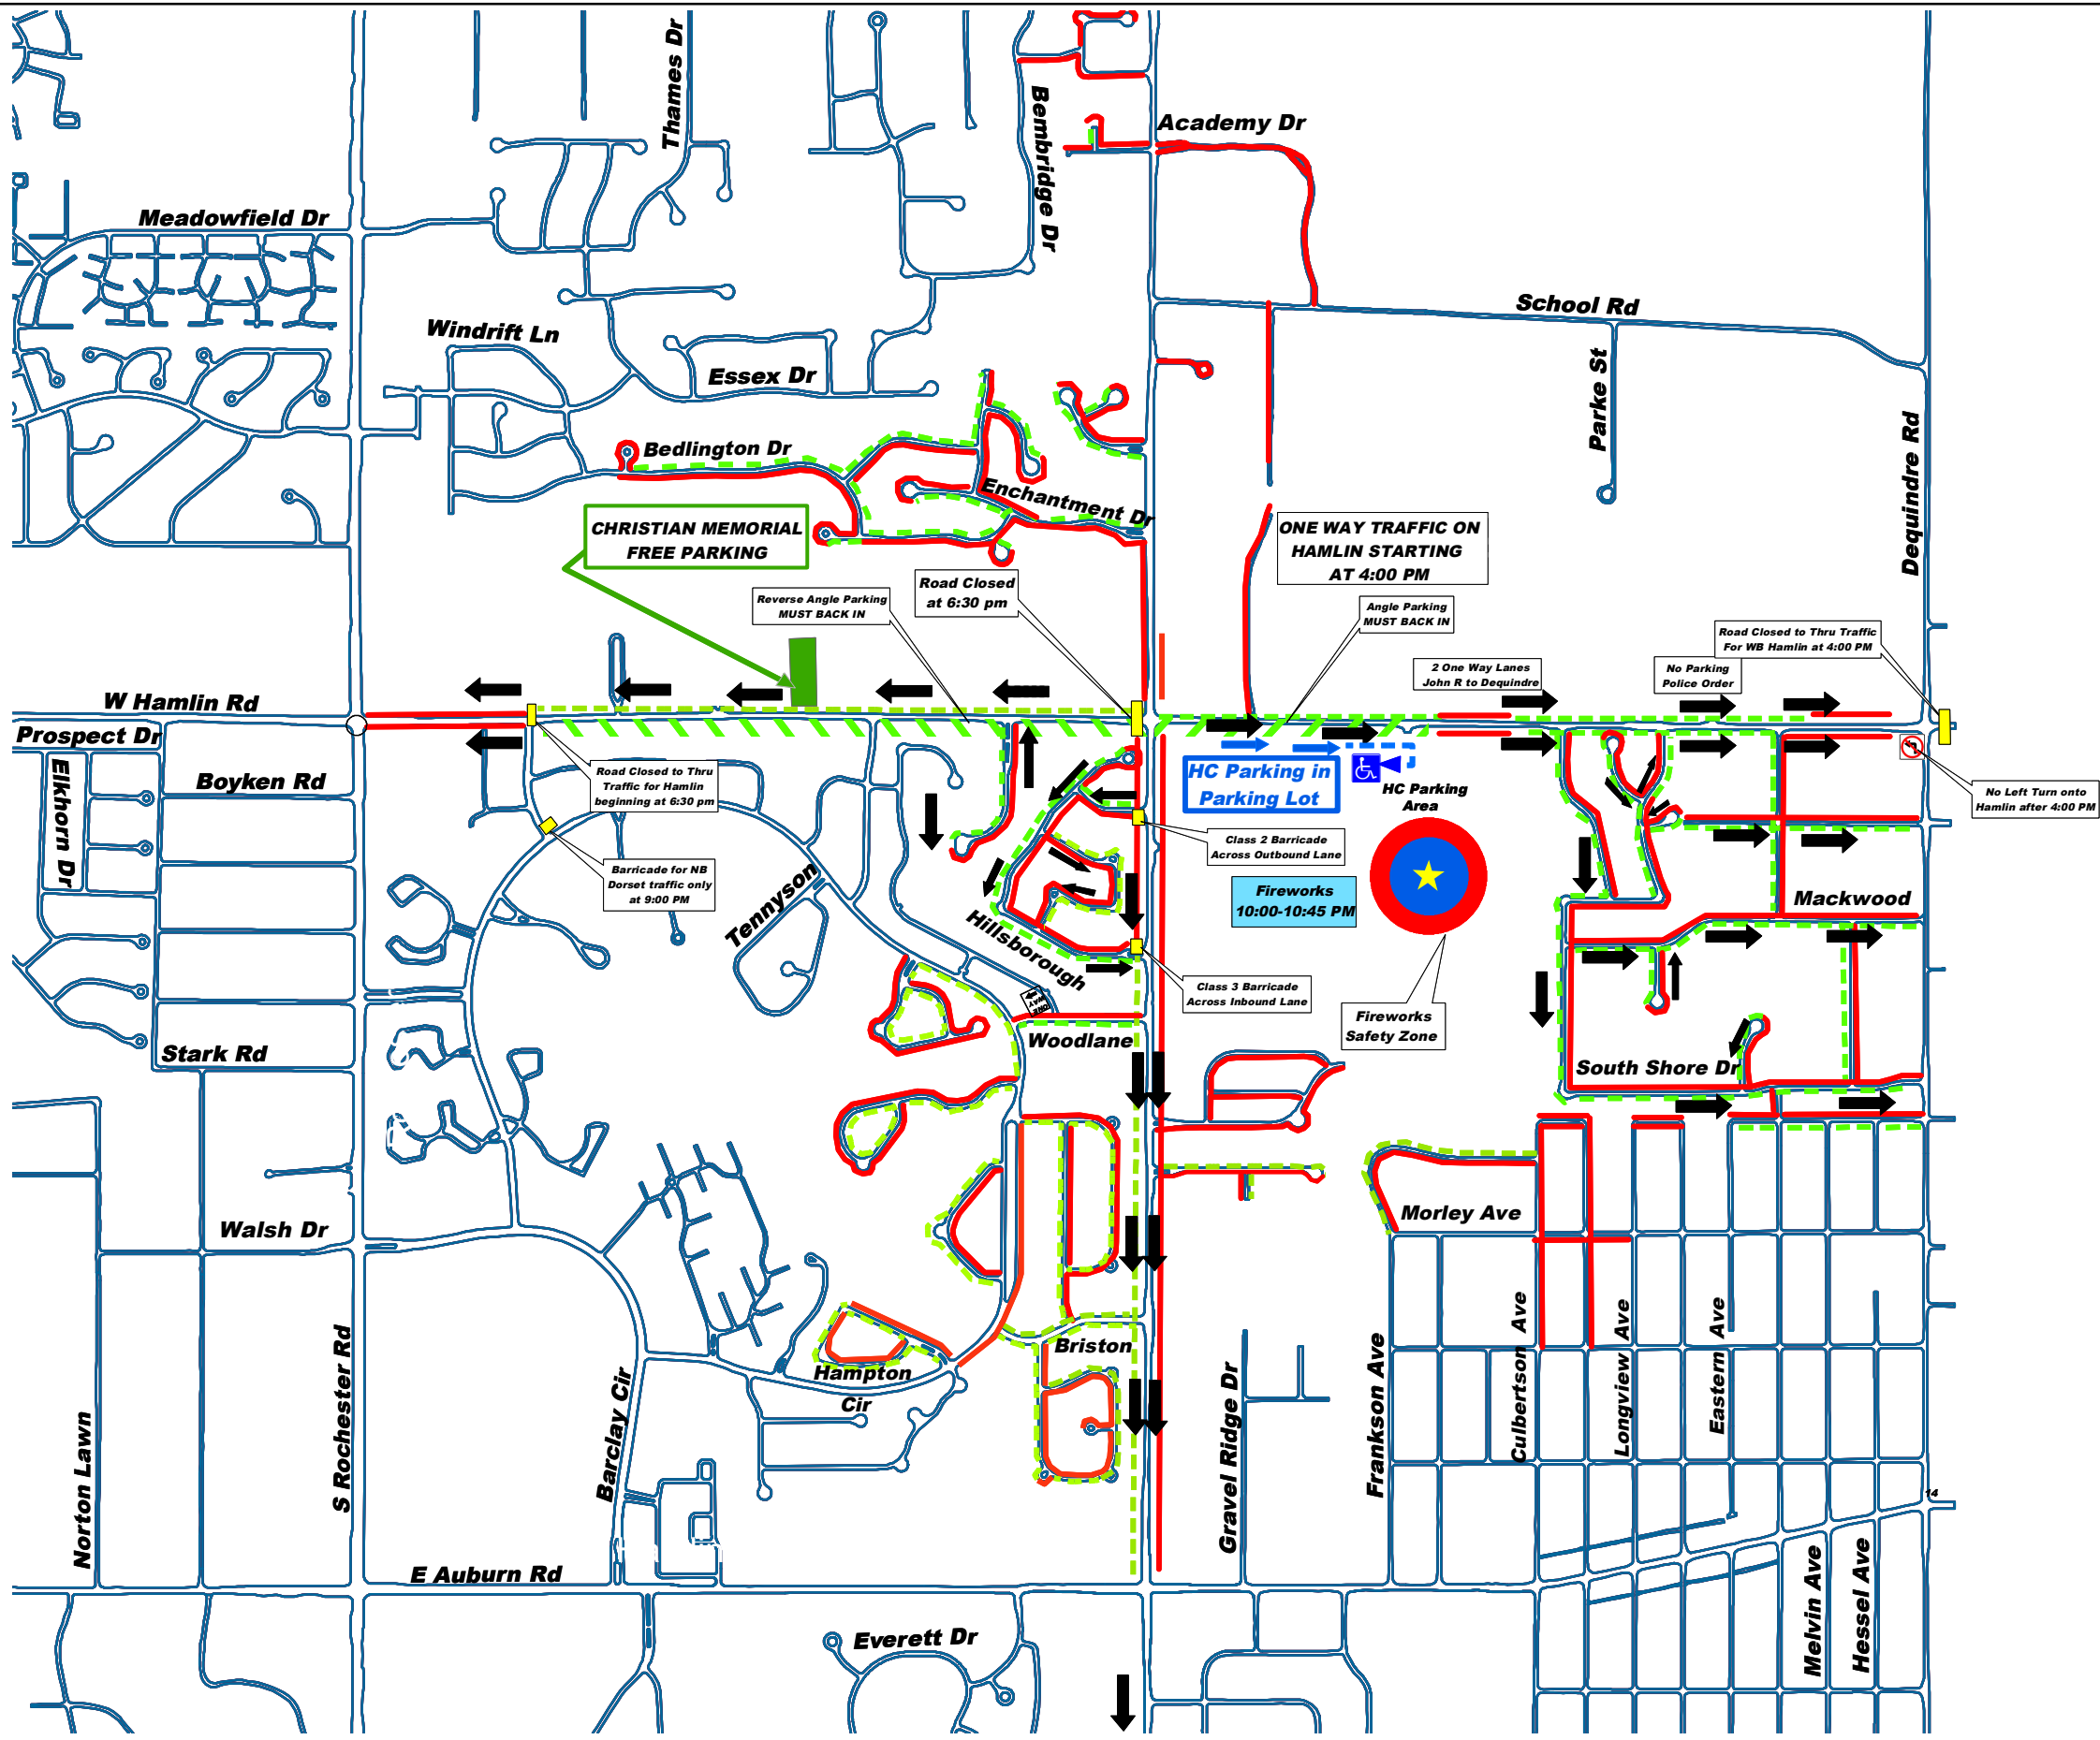 Thames Dr
Bembridge Dr
Academy Dr
Meadowfield Dr
School Rd
Windrift Ln
Essex Dr
Parke St
Dequindre Rd
Bedlington Dr
Enchantment Dr
CHRISTIAN MEMORIAL
FREE PARKING
ONE WAY TRAFFIC ON
HAMLIN STARTING
AT 4:00 PM
Road Closed
at 6:30 pm
Reverse Angle Parking
MUST BACK IN
Angle Parking
MUST BACK IN
Road Closed to Thru Traffic
For WB Hamlin at 4:00 PM
2 One Way Lanes
John R to Dequindre
No Parking
Police Order
W Hamlin Rd
Prospect Dr
Elkhorn Dr
Boyken Rd
Road Closed to Thru
Traffic for Hamlin
beginning at 6:30 pm
HC Parking in
Parking Lot
HC Parking
Area
No Left Turn onto
Hamlin after 4:00 PM
Class 2 Barricade
Across Outbound Lane
Barricade for NB
Dorset traffic only
at 9:00 PM
Tennyson
Fireworks
10:00-10:45 PM
Mackwood
Hillsborough
Class 3 Barricade
Across Inbound Lane
ONE
WAY
Fireworks
Safety Zone
Woodlane
Stark Rd
South Shore Dr
Walsh Dr
Morley Ave
S Rochester Rd
Norton Lawn
Barclay Cir
Hampton
Cir
Briston
Gravel Ridge Dr
Frankson Ave
Culbertson Ave
Longview Ave
Eastern Ave
14
E Auburn Rd
Melvin Ave
Hessel Ave
Everett Dr